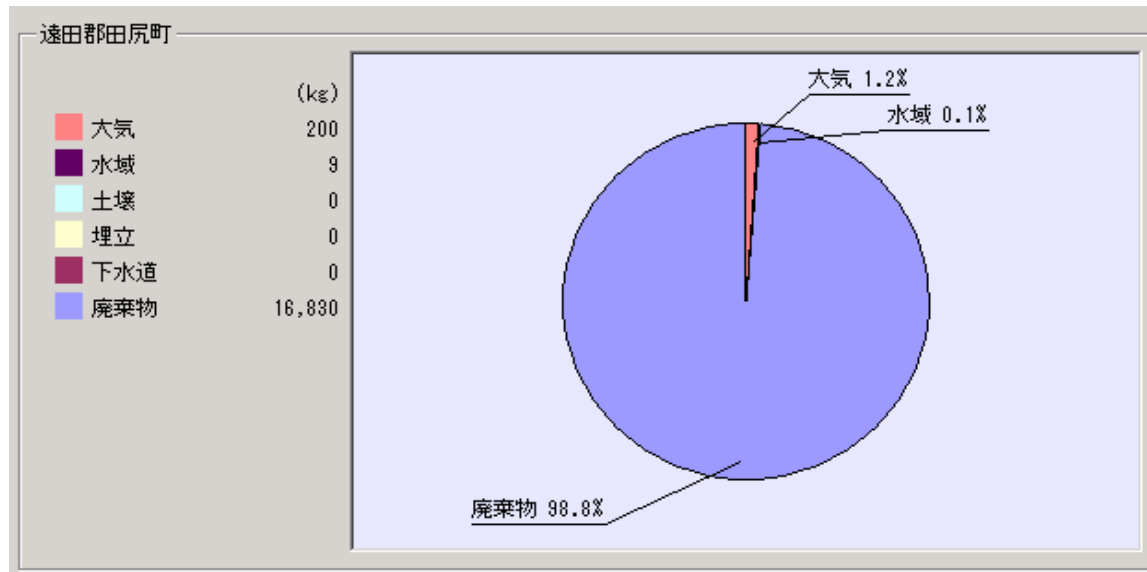 遠田郡田尻町
(kg)
大気 200
水域 9
土壌 0
埋立 0
下水道 0
廃棄物 16,830
大気 1.2%
水域 0.1%
廃棄物 98.8%